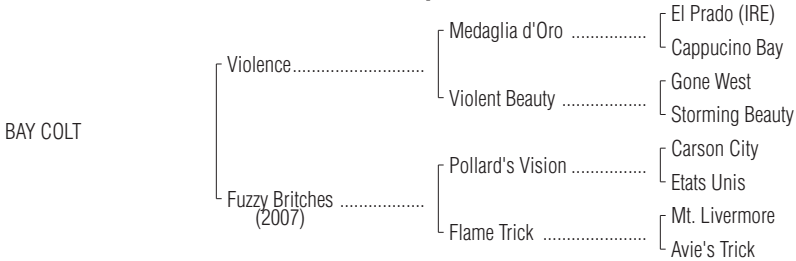 El Prado (IRE)
Medaglia d'Oro ................
Cappucino Bay
Violence............................
Gone West
Violent Beauty ..................
Storming Beauty
BAY COLT
Carson City
Pollard's Vision ................
Etats Unis
Fuzzy Britches ..................
(2007)
Mt. Livermore
Flame Trick ......................
Avie's Trick